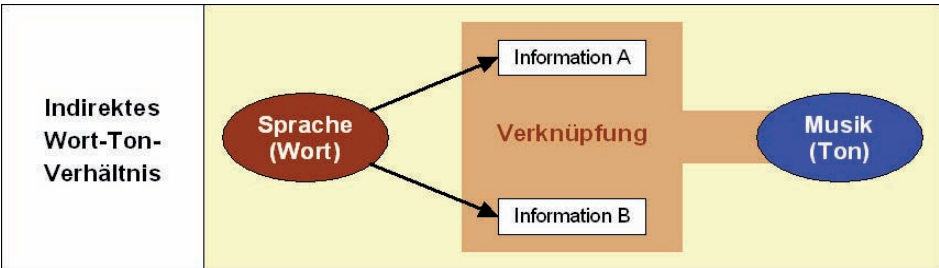 Indirektes
Wort-Ton-
Verhältnis
Sprache
(Wort)
Information A
Verknüpfung
Information B
Musik
(Ton)